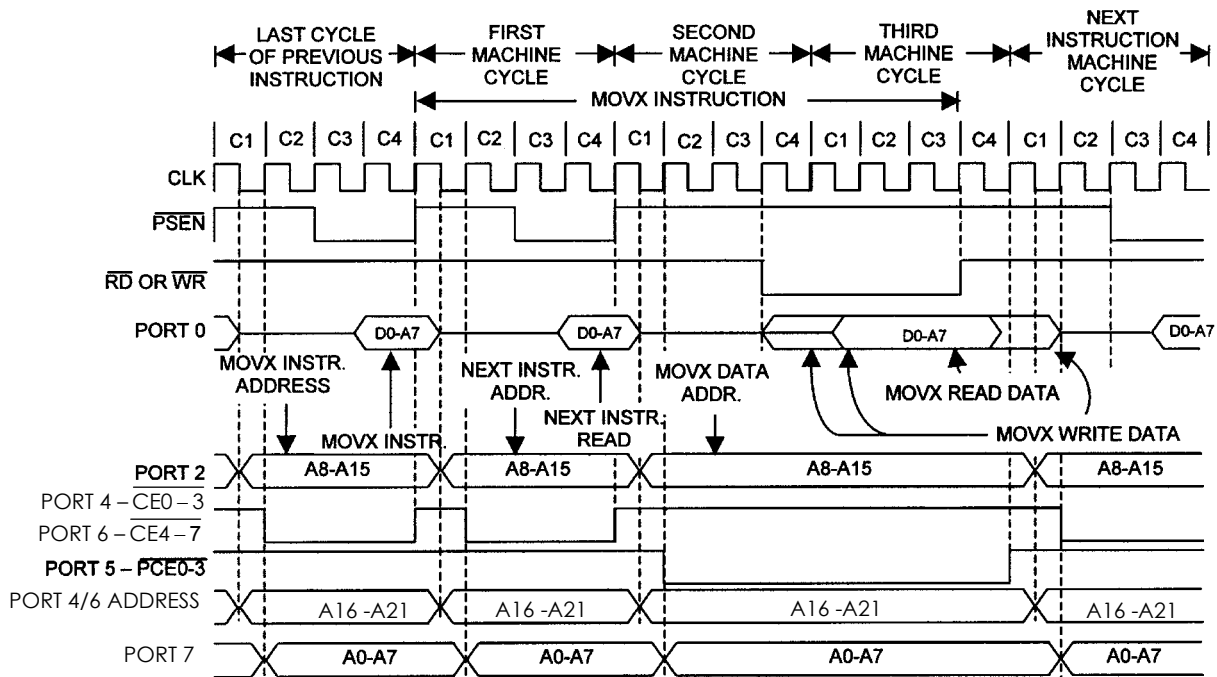 LAST CYCLE
OF PREVIOUS
INSTRUCTION
FIRST
MACHINE
CYCLE
SECOND
MACHINE
CYCLE
THIRD
MACHINE
CYCLE
NEXT
INSTRUCTION
MACHINE
CYCLE
MOVX INSTRUCTION
C1 C2 C3 C4 C1 C2 C3 C4 C1 C2 C3 C4 C1 C2 C3 C4 C1 C2 C3 C4
CLK
PSEN
RD OR WR
PORT 0
D0-A7
D0-A7
D0-A7
D0-A7
MOVX INSTR.
ADDRESS
MOVX INSTR.
NEXT INSTR.
ADDR.
NEXT INSTR.
READ
MOVX DATA
ADDR.
MOVX READ DATA
MOVX WRITE DATA
PORT 2
A8-A15
A8-A15
A8-A15
A8-A15
PORT 4 – CE0 – 3
PORT 6 – CE4 – 7
PORT 5 – PCE0-3
PORT 4/6 ADDRESS
A16 -A21
A16 -A21
A16 -A21
A16 -A21
PORT 7
A0-A7
A0-A7
A0-A7
A0-A7